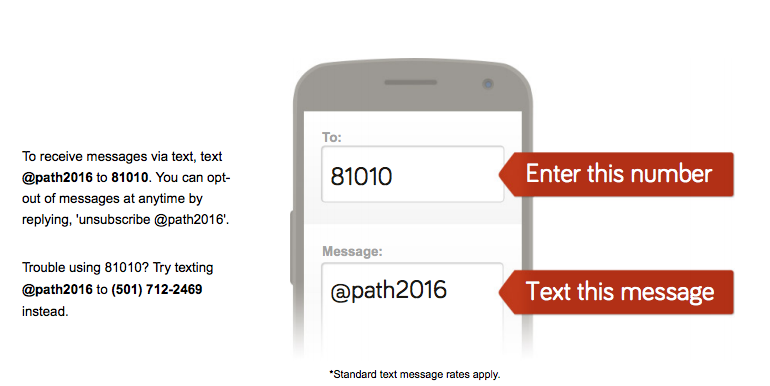 To receive messages via text, text
@path2016 to 81010. You can opt-
out of messages at anytime by
replying, 'unsubscribe @path2016'.
Trouble using 81010? Try texting
@path2016 to (501) 712-2469
instead.
To:
81010
Enter this number
Message:
@path2016
Text this message
*Standard text message rates apply.